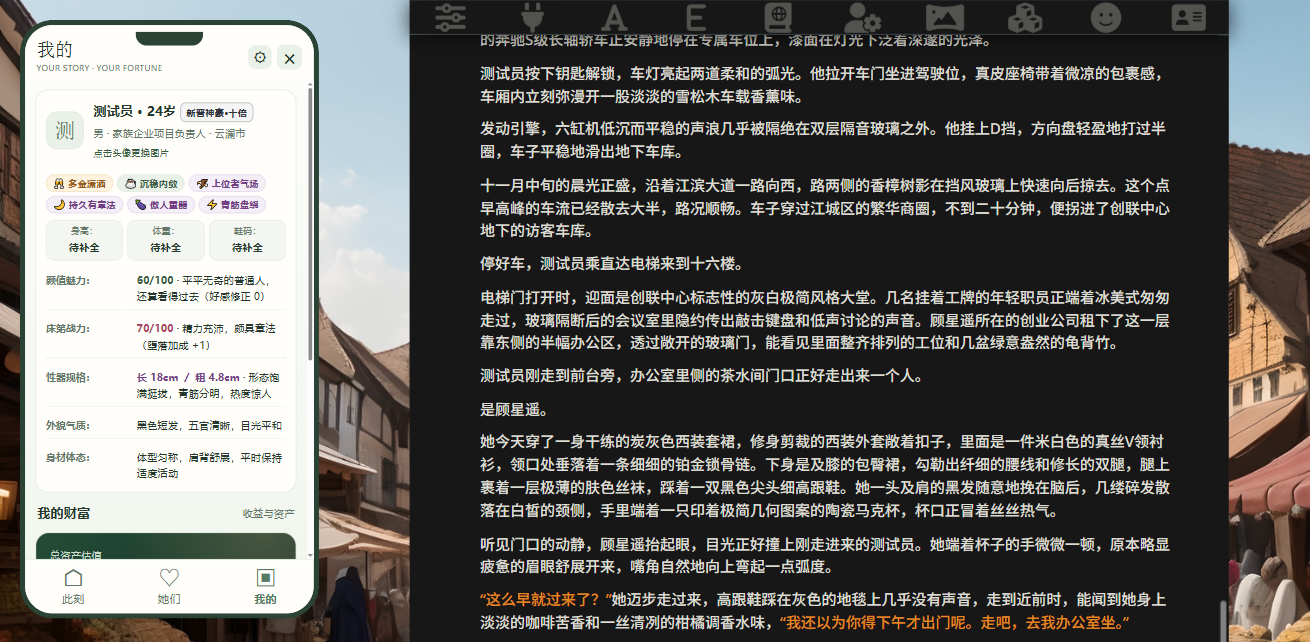 我的
YOUR STORY · YOUR FORTUNE
测
测试员 • 24岁
新晋神豪·十倍
男 · 家族企业项目负责人 · 云澜市
点击头像更换图片
多金潇洒
沉稳内敛
上位者气场
持久有章法
傲人重器
青筋盘绕
身高:
待补全
体重:
待补全
鞋码:
待补全
颜值魅力:
60/100 · 平平无奇的普通人，
还算看得过去（好感修正 0）
床笫战力:
70/100 · 精力充沛，颇具章法
（堕落加成 +1）
性器规格:
长 18cm / 粗 4.8cm · 形态饱
满挺拔，青筋分明，热度惊人
外貌气质:
黑色短发，五官清晰，目光平和
身材体态:
体型匀称，肩背舒展，平时保持
适度活动
我的财富
收益与资产
总资产估值
此刻
她们
我的
A
E
的奔驰S级长轴轿车正安静地停在专属车位上，漆面在灯光下泛着深邃的光泽。
测试员按下钥匙解锁，车灯亮起两道柔和的弧光。他拉开车门坐进驾驶位，真皮座椅带着微凉的包裹感，
车厢内立刻弥漫开一股淡淡的雪松木车载香薰味。
发动引擎，六缸机低沉而平稳的声浪几乎被隔绝在双层隔音玻璃之外。他挂上D挡，方向盘轻盈地打过半
圈，车子平稳地滑出地下车库。
十一月中旬的晨光正盛，沿着江滨大道一路向西，路两侧的香樟树影在挡风玻璃上快速向后掠去。这个点
早高峰的车流已经散去大半，路况顺畅。车子穿过江城区的繁华商圈，不到二十分钟，便拐进了创联中心
地下的访客车库。
停好车，测试员乘直达电梯来到十六楼。
电梯门打开时，迎面是创联中心标志性的灰白极简风格大堂。几名挂着工牌的年轻职员正端着冰美式匆匆
走过，玻璃隔断后的会议室里隐约传出敲击键盘和低声讨论的声音。顾星遥所在的创业公司租下了这一层
靠东侧的半幅办公区，透过敞开的玻璃门，能看见里面整齐排列的工位和几盆绿意盎然的龟背竹。
测试员刚走到前台旁，办公室里侧的茶水间门口正好走出来一个人。
是顾星遥。
她今天穿了一身干练的炭灰色西装套裙，修身剪裁的西装外套敞着扣子，里面是一件米白色的真丝V领衬
衫，领口处垂落着一条细细的铂金锁骨链。下身是及膝的包臀裙，勾勒出纤细的腰线和修长的双腿，腿上
裹着一层极薄的肤色丝袜，踩着一双黑色尖头细高跟鞋。她一头及肩的黑发随意地挽在脑后，几缕碎发散
落在白皙的颈侧，手里端着一只印着极简几何图案的陶瓷马克杯，杯口正冒着丝丝热气。
听见门口的动静，顾星遥抬起眼，目光正好撞上刚走进来的测试员。她端着杯子的手微微一顿，原本略显
疲惫的眉眼舒展开来，嘴角自然地向上弯起一点弧度。
“这么早就过来了？”她迈步走过来，高跟鞋踩在灰色的地毯上几乎没有声音，走到近前时，能闻到她身上
淡淡的咖啡苦香和一丝清冽的柑橘调香水味，“我还以为你得下午才出门呢。走吧，去我办公室坐。”